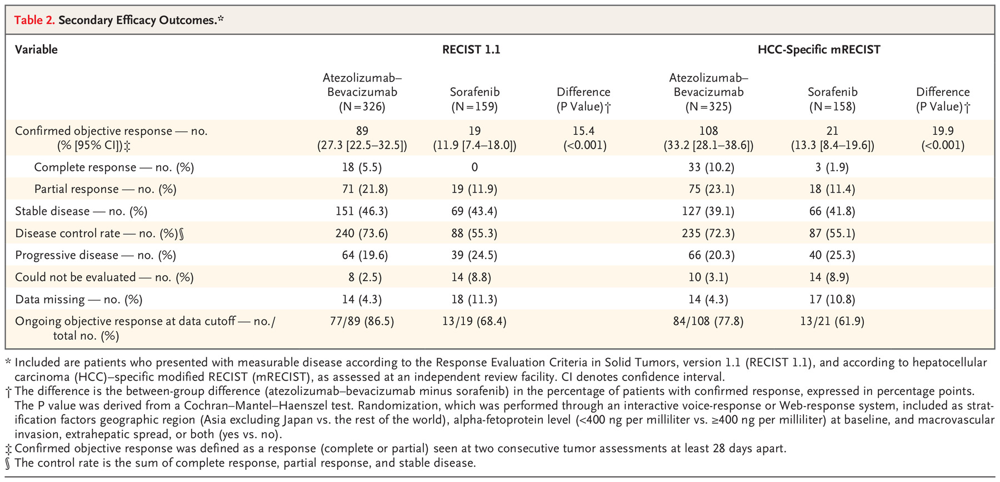 Table 2. Secondary Efficacy Outcomes.*
Variable RECIST 1.1 HCC-Specific mRECIST
Atezolizumab– Atezolizumab–
Bevacizumab Sorafenib Difference Bevacizumab Sorafenib Difference
(N=326) (N=159) (P Value)† (N=325) (N=158) (P Value)†
Confirmed objective response — no. 89 19 15.4 108 21 19.9
(% [95% CI])‡ (27.3 [22.5–32.5]) (11.9 [7.4–18.0]) (<0.001) (33.2 [28.1–38.6]) (13.3 [8.4–19.6]) (<0.001)
Complete response — no. (%) 18 (5.5) 0 33 (10.2) 3 (1.9)
Partial response — no. (%) 71 (21.8) 19 (11.9) 75 (23.1) 18 (11.4)
Stable disease — no. (%) 151 (46.3) 69 (43.4) 127 (39.1) 66 (41.8)
Disease control rate — no. (%)§ 240 (73.6) 88 (55.3) 235 (72.3) 87 (55.1)
Progressive disease — no. (%) 64 (19.6) 39 (24.5) 66 (20.3) 40 (25.3)
Could not be evaluated — no. (%) 8 (2.5) 14 (8.8) 10 (3.1) 14 (8.9)
Data missing — no. (%) 14 (4.3) 18 (11.3) 14 (4.3) 17 (10.8)
Ongoing objective response at data cutoff — no./ 77/89 (86.5) 13/19 (68.4) 84/108 (77.8) 13/21 (61.9)
total no. (%)
* Included are patients who presented with measurable disease according to the Response Evaluation Criteria in Solid Tumors, version 1.1 (RECIST 1.1), and according to hepatocellular
carcinoma (HCC)–specific modified RECIST (mRECIST), as assessed at an independent review facility. CI denotes confidence interval.
† The difference is the between-group difference (atezolizumab–bevacizumab minus sorafenib) in the percentage of patients with confirmed response, expressed in percentage points.
The P value was derived from a Cochran–Mantel–Haenszel test. Randomization, which was performed through an interactive voice-response or Web-response system, included as strat-
ification factors geographic region (Asia excluding Japan vs. the rest of the world), alpha-fetoprotein level (<400 ng per milliliter vs. ≥400 ng per milliliter) at baseline, and macrovascular
invasion, extrahepatic spread, or both (yes vs. no).
‡ Confirmed objective response was defined as a response (complete or partial) seen at two consecutive tumor assessments at least 28 days apart.
§ The control rate is the sum of complete response, partial response, and stable disease.